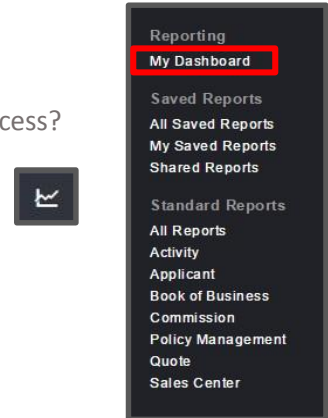 cess?
Reporting
My Dashboard
Saved Reports
All Saved Reports
My Saved Reports
Shared Reports
Standard Reports
All Reports
Activity
Applicant
Book of Business
Commission
Policy Management
Quote
Sales Center